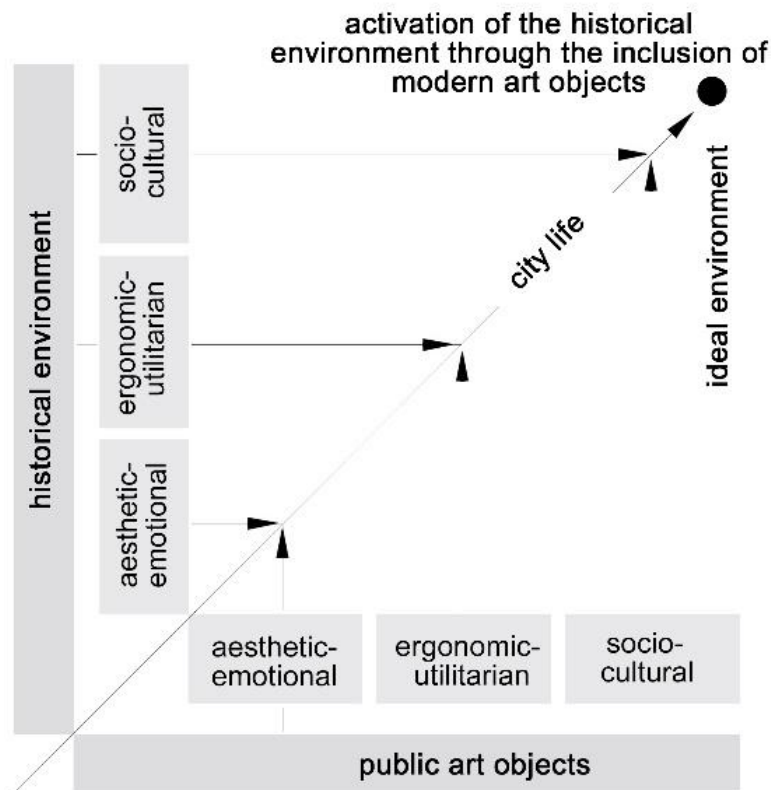 activation of the historical
environment through the inclusion of
modern art objects
socio-
cultural
ergonomic-
utilitarian
aesthetic-
emotional
historical environment
city life
ideal environment
aesthetic-
emotional
ergonomic-
utilitarian
socio-
cultural
public art objects